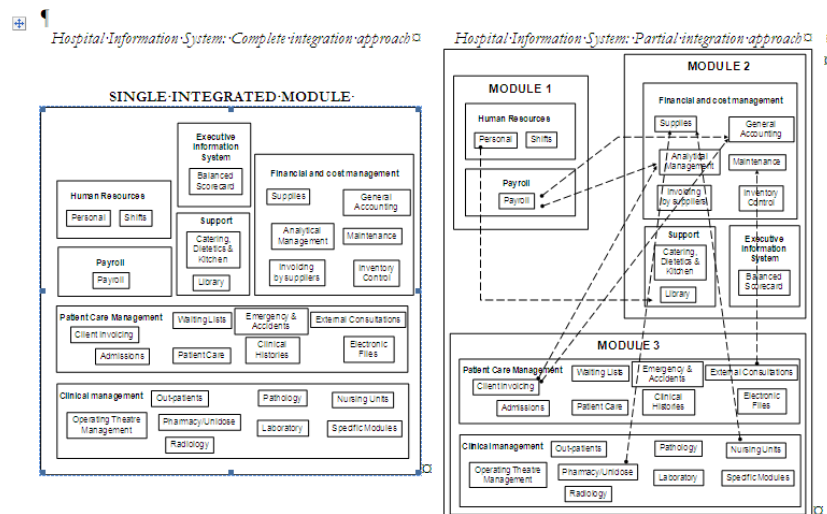 ¶
Hospital·Information·System:·Complete·integration·approach¤
SINGLE·INTEGRATED·MODULE·
Executive
Information
System
Balanced
Scorecard
Human Resources
Personal
Shifts
Payroll
Payroll
Support
Catering,
Dietetics &
Kitchen
Library
Financial and cost management
Supplies
General
Accounting
Analytical
Management
Maintenance
Invoicing
by suppliers
Inventory
Control
Patient Care Management
Waiting Lists
Emergency &
Accidents
External Consultations
Client Invoicing
Admissions
Patient Care
Clinical
Histories
Electronic
Files
Clinical management
Out-patients
Pathology
Nursing Units
Operating Theatre
Management
Pharmacy/Unidose
Laboratory
Specific Modules
Radiology
¤
Hospital·Information·System:·Partial·integration·approach¤
MODULE 1
Human Resources
Personal
Shifts
Payroll
Payroll
MODULE 2
Financial and cost management
Supplies
General
Accounting
Analytical
Management
Maintenance
Invoicing
by suppliers
Inventory
Control
Support
Catering,
Dietetics &
Kitchen
Library
Executive
Information
System
Balanced
Scorecard
MODULE 3
Patient Care Management
Waiting Lists
Emergency &
Accidents
External Consultations
Client Invoicing
Admissions
Patient Care
Clinical
Histories
Electronic
Files
Clinical management
Out-patients
Pathology
Nursing Units
Operating Theatre
Management
Pharmacy/Unidose
Laboratory
Specific Modules
Radiology
¤